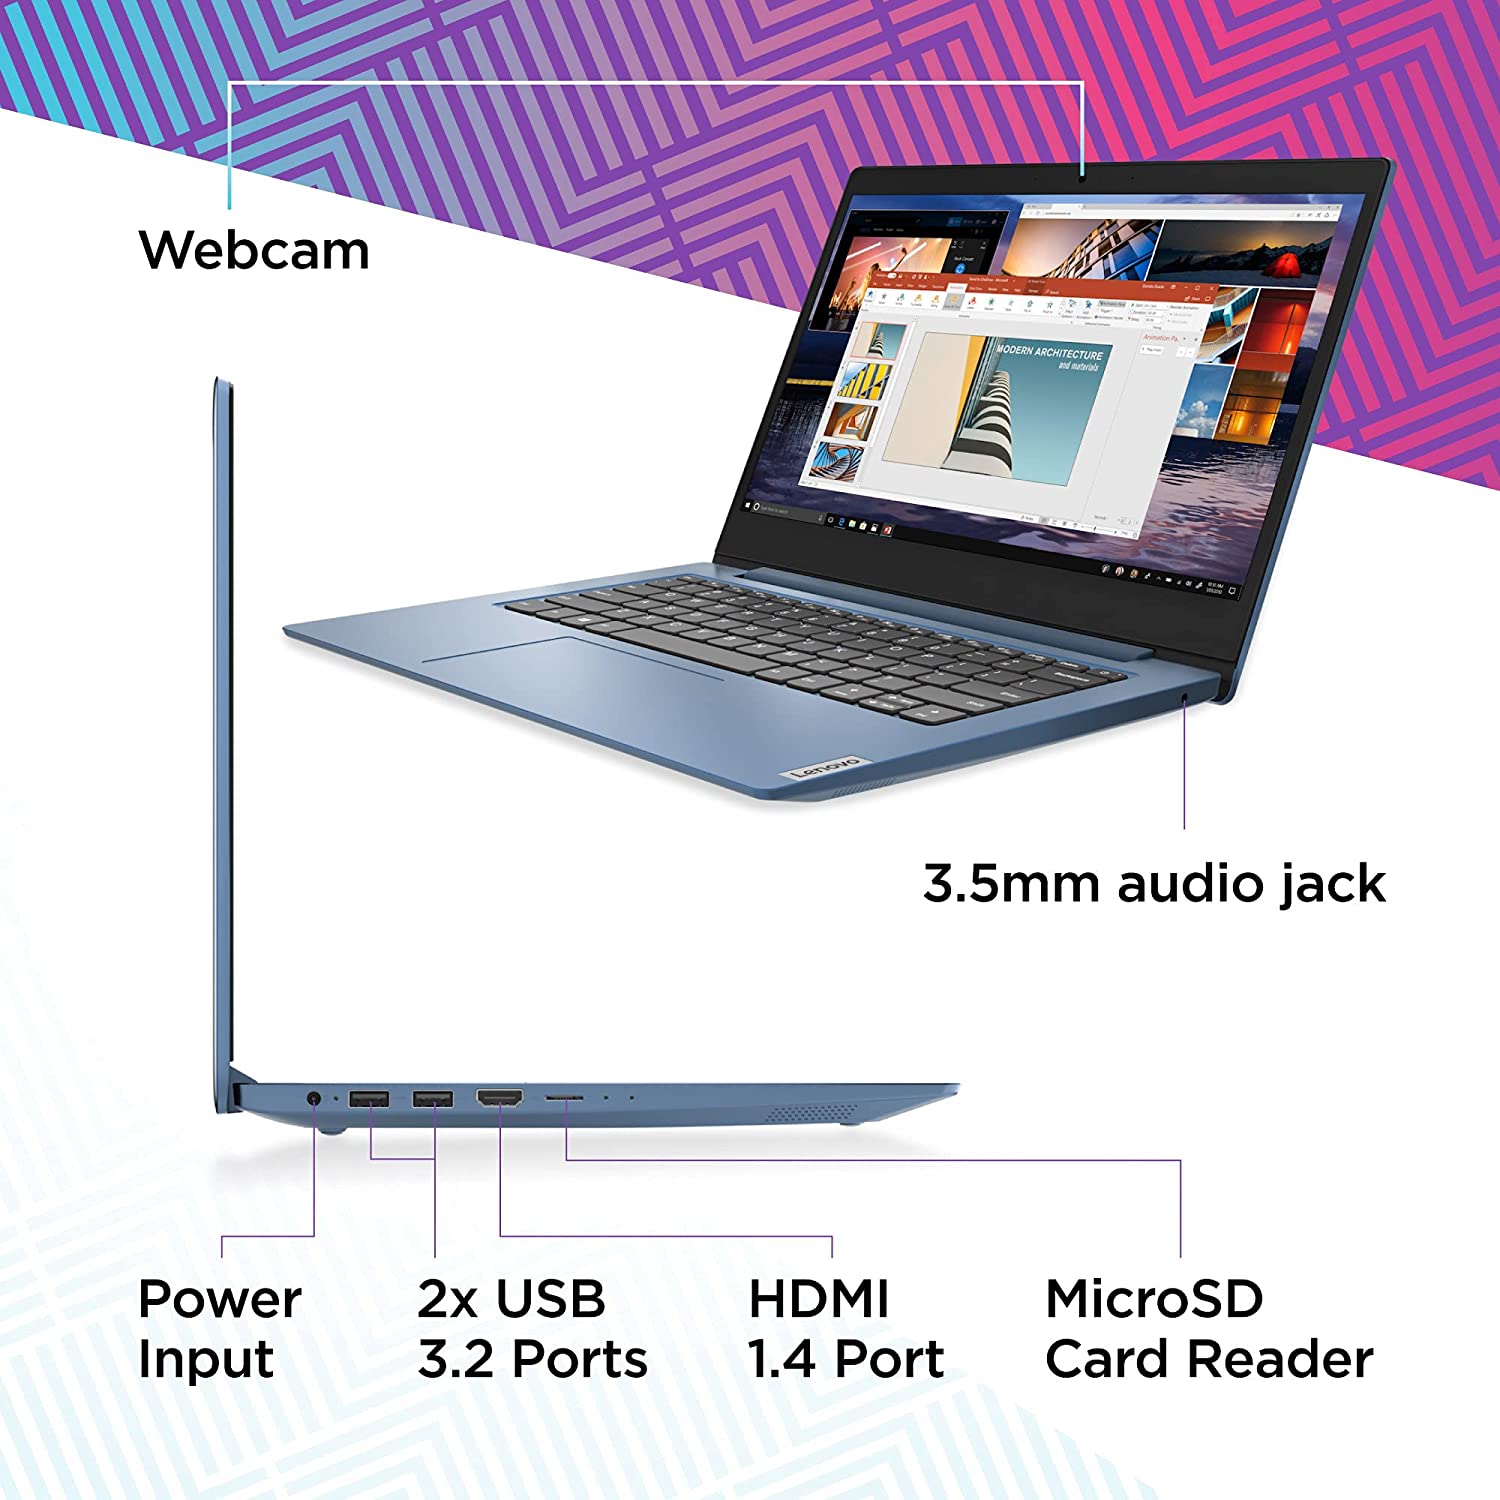 Webcam
MODERN ARCHITECTURE
and materials
Lenovo
3.5mm audio jack
Power
Input
2x USB
3.2 Ports
HDMI
1.4 Port
MicroSD
Card Reader